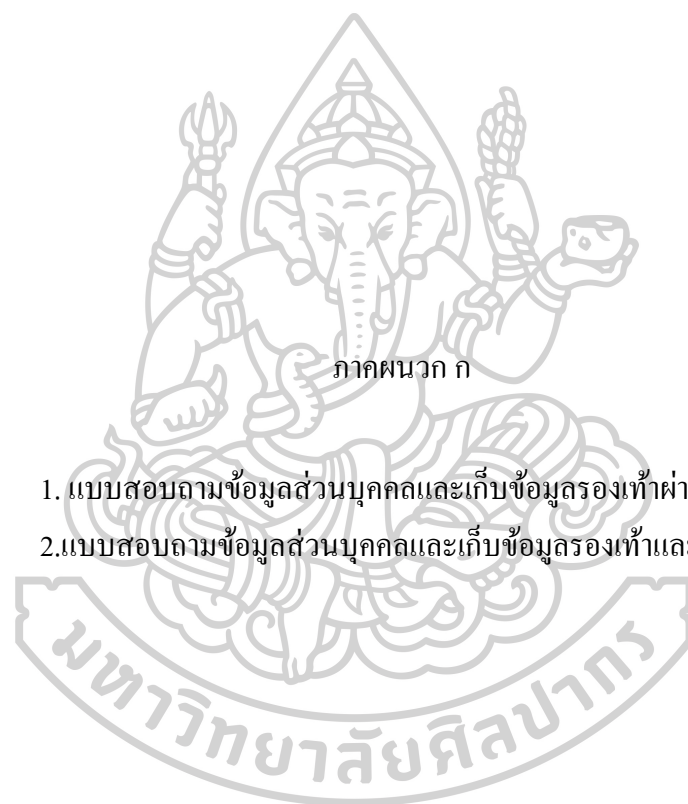 ภาคผนวก ก
1. แบบสอบถามข้อมูลส่วนบุคคลและเก็บข้อมูลรองเท้าผ่า
2.แบบสอบถามข้อมูลส่วนบุคคลและเก็บข้อมูลรองเท้าและ
มหาวิทยาลัยศิลปากร